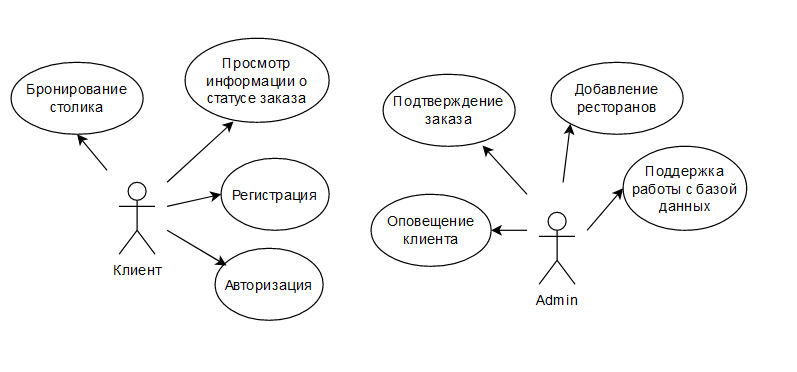 Бронирование
столика
Просмотр
информации о
статусе заказа
Регистрация
Авторизация
Клиент
Подтверждение
заказа
Добавление
ресторанов
Поддержка
работы с базой
данных
Оповещение
клиента
Admin